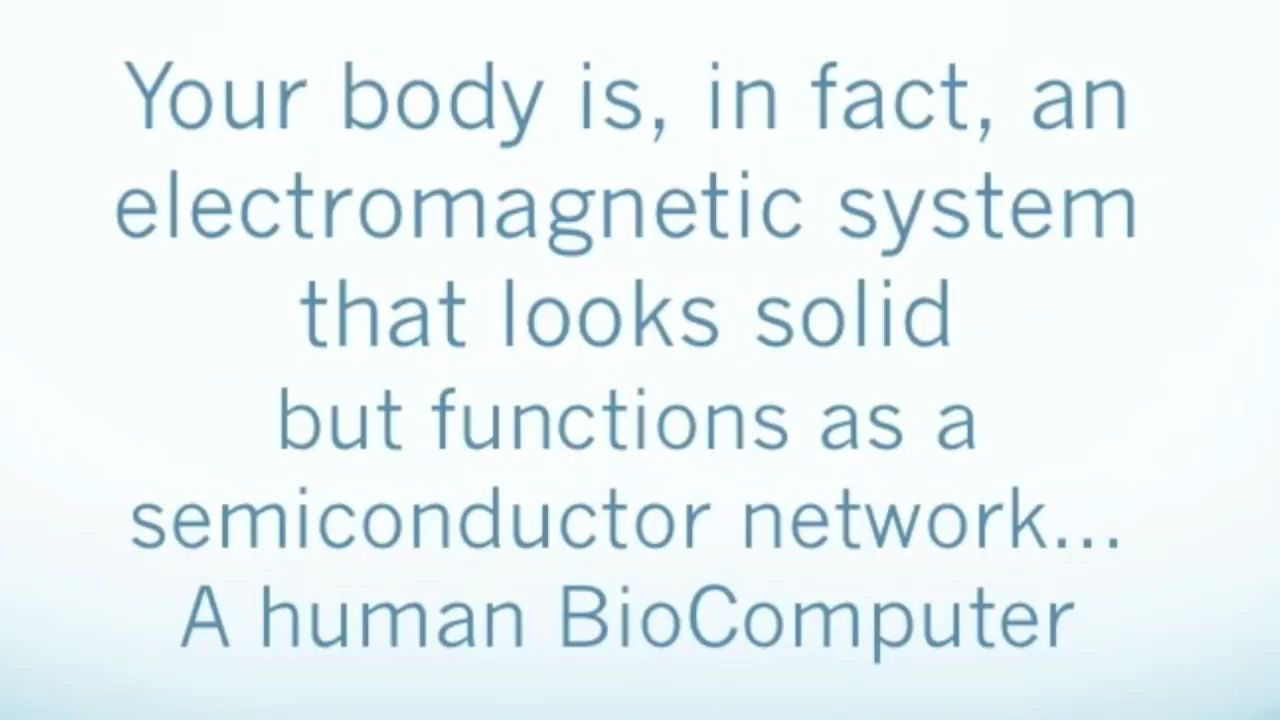 Your body is, in fact, an
electromagnetic system
that looks solid
but functions as a
semiconductor network...
A human BioComputer